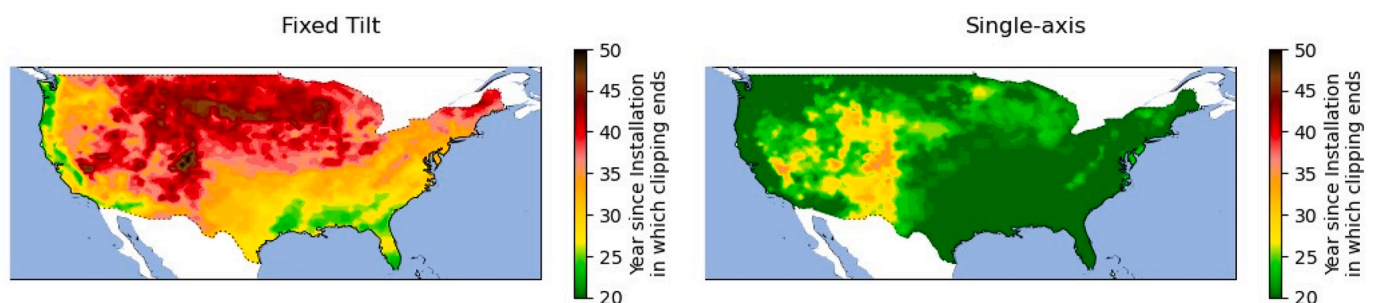 Fixed Tilt
50
45
40
35
30
25
20
Year since Installation
in which clipping ends
Single-axis
50
45
40
35
30
25
20
Year since Installation
in which clipping ends